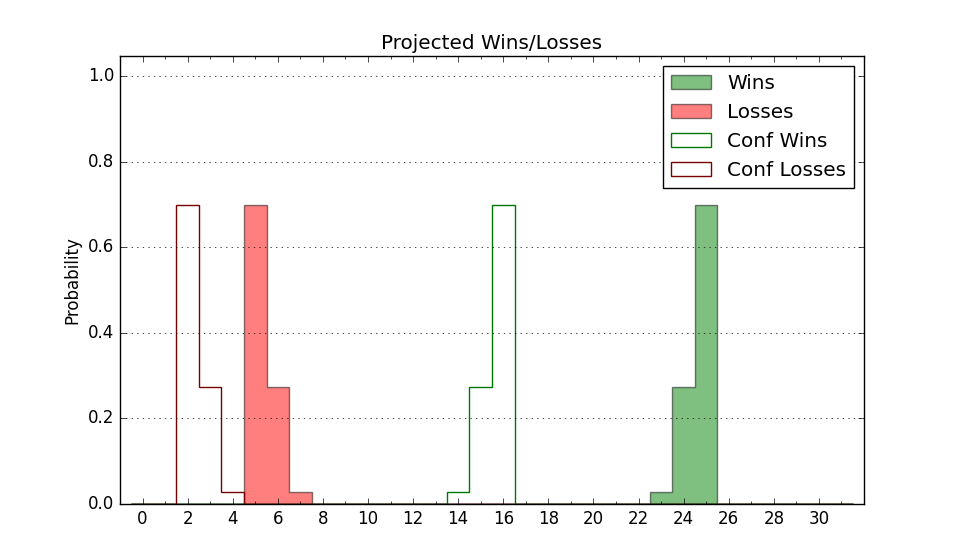 Projected Wins/Losses
Wins
Losses
Conf Wins
Conf Losses
Probability
1.0
0.8
0.6
0.4
0.2
0.0
0 2 4 6 8 10 12 14 16 18 20 22 24 26 28 30